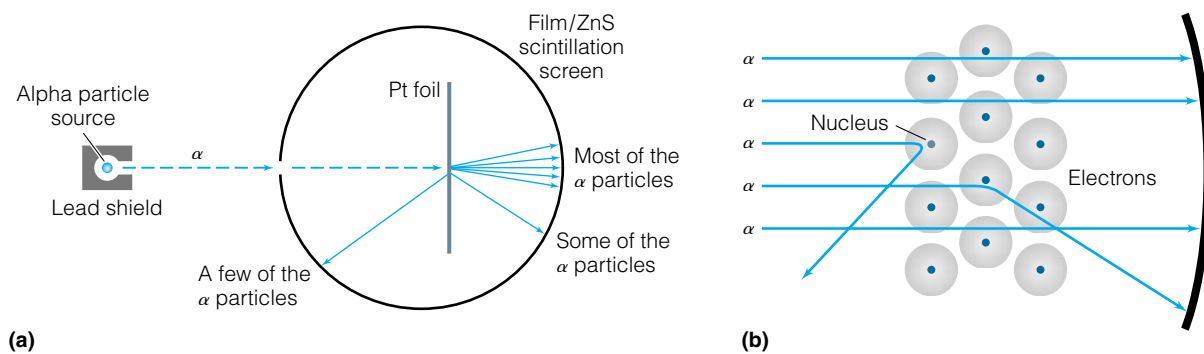 Alpha particle
source
α
Lead shield
Pt foil
Film/ZnS
scintillation
screen
Most of the
α particles
Some of the
α particles
A few of the
α particles
(a)
α
α
Nucleus
α
α
Electrons
α
(b)